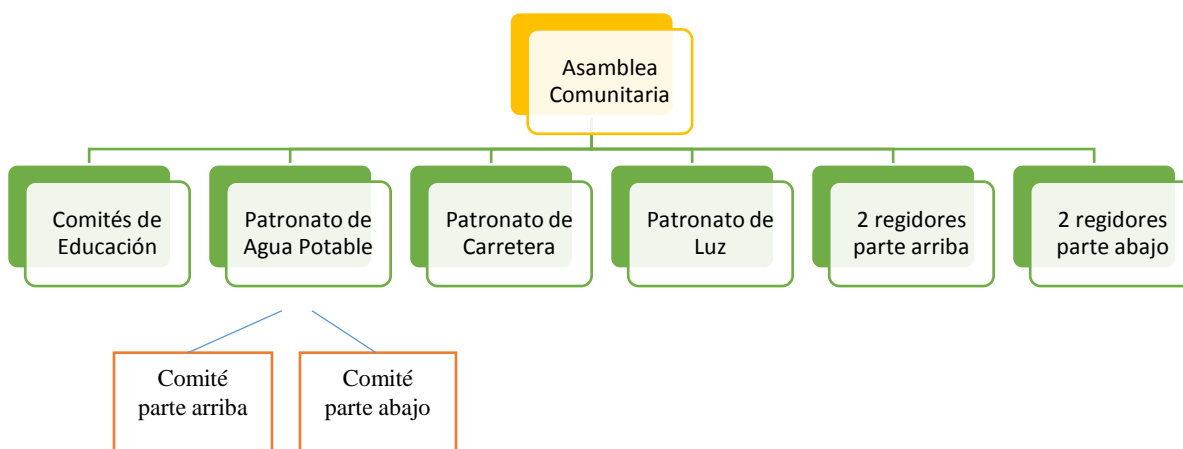 Asamblea
Comunitaria
Comités de
Educación
Patronato de
Agua Potable
Patronato de
Carretera
Patronato de
Luz
2 regidores
parte arriba
2 regidores
parte abajo
Comité
parte arriba
Comité
parte abajo